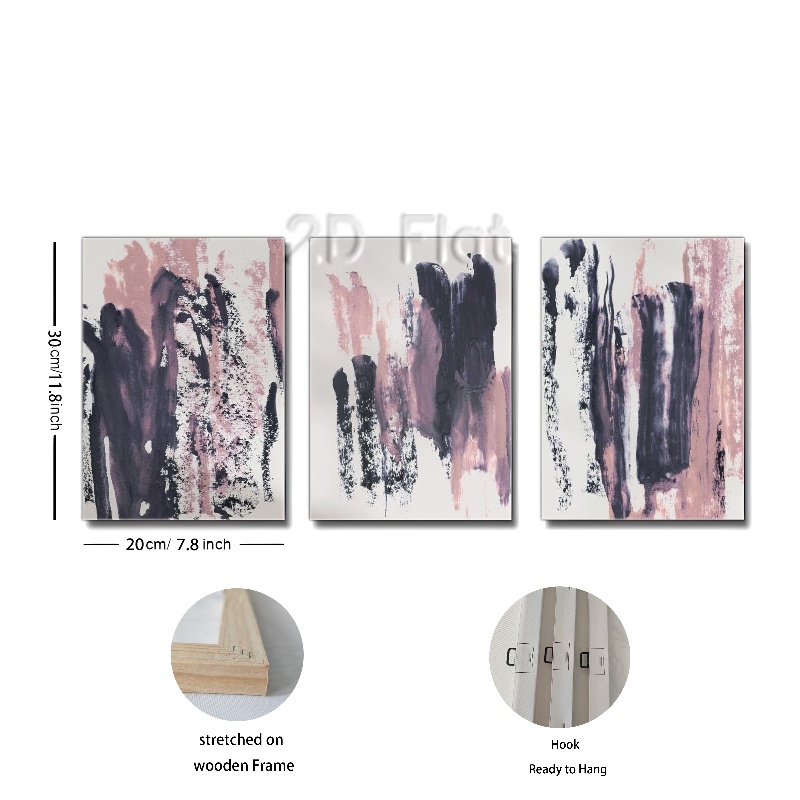 2D Flat
30cm/11.8inch
20cm/ 7.8 inch
stretched on
wooden Frame
Hook
Ready to Hang